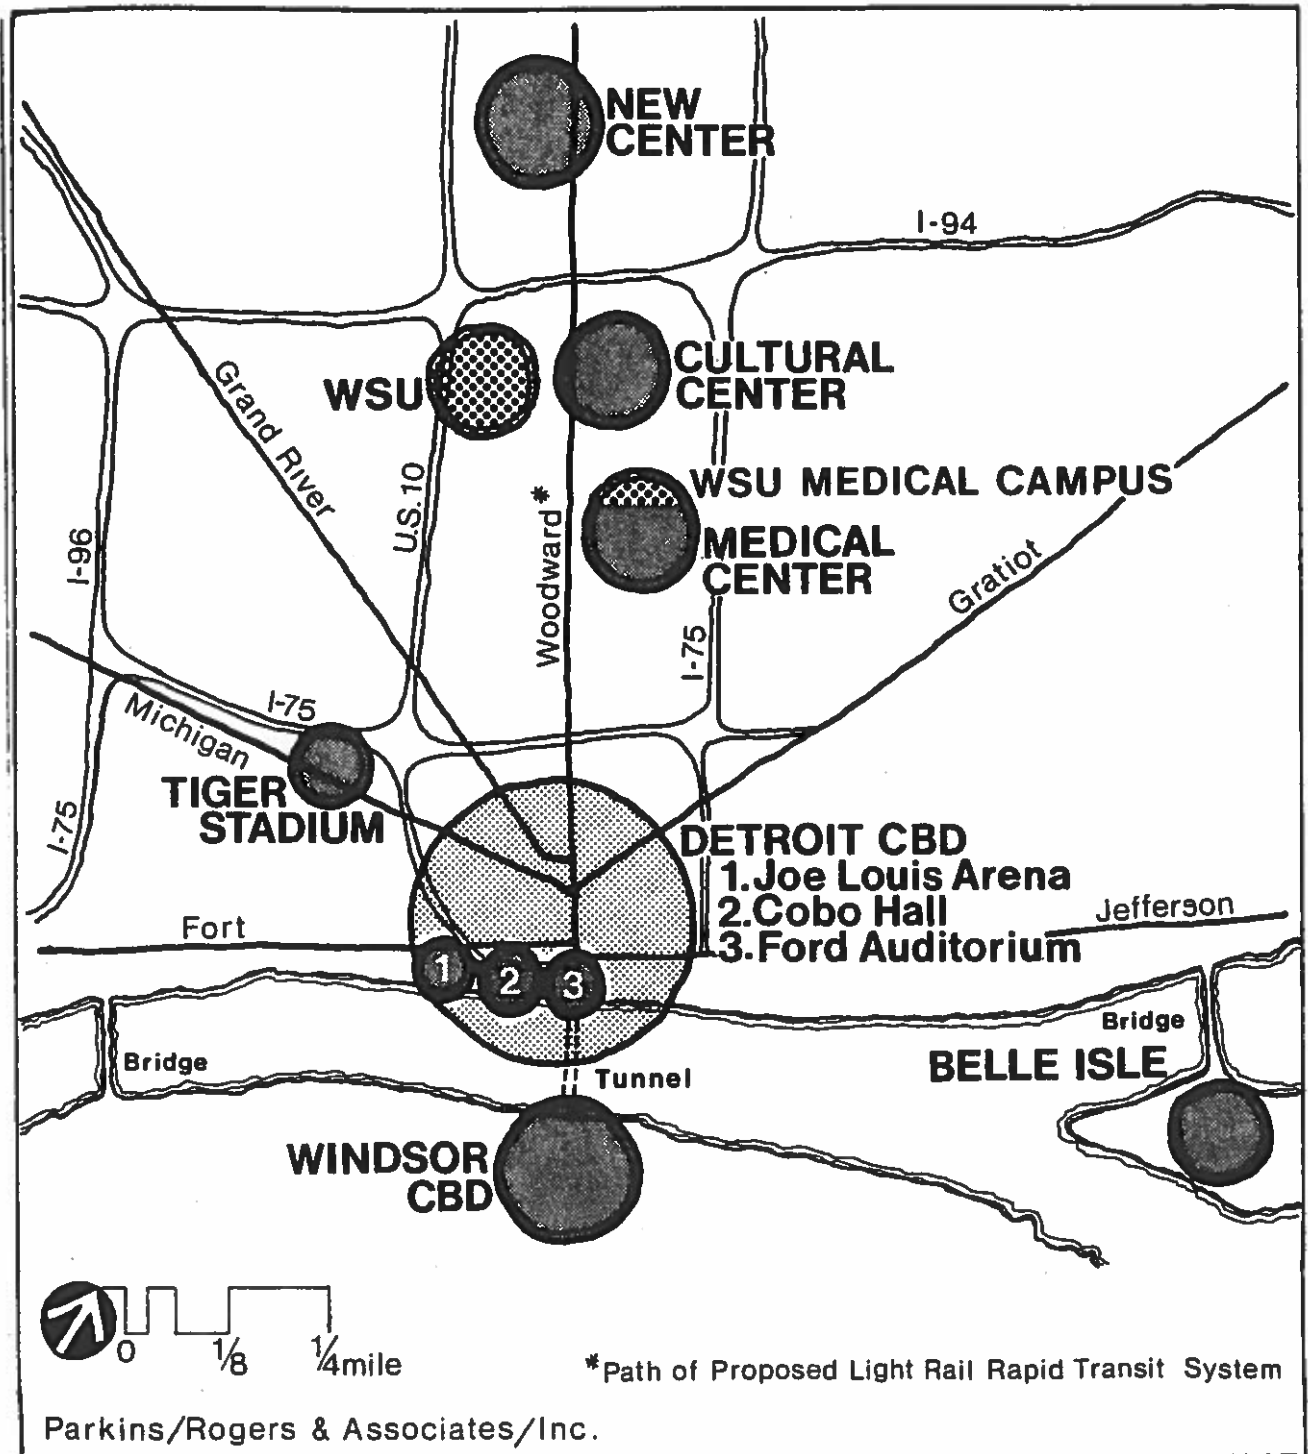 NEW
CENTER
I-94
CULTURAL
CENTER
WSU
Grand River
U.S. 10
WSU MEDICAL CAMPUS
Woodward*
MEDICAL
CENTER
I-96
Gratiot
I-75
I-75
Michigan
TIGER
STADIUM
I-75
DETROIT CBD
1. Joe Louis Arena
2. Cobo Hall
3. Ford Auditorium
Jefferson
Fort
1 2 3
Bridge
Bridge
BELLE ISLE
Tunnel
WINDSOR
CBD
0 1/8 1/4 mile
*Path of Proposed Light Rail Rapid Transit System
Parkins/Rogers & Associates/Inc.